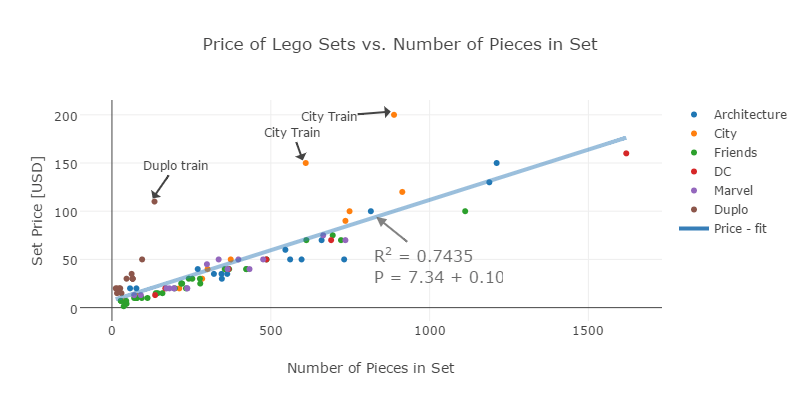 Price of Lego Sets vs. Number of Pieces in Set
City Train
City Train
Duplo train
R² = 0.7435
P = 7.34 + 0.10
Set Price [USD]
200
150
100
50
0
0 500 1000 1500
Number of Pieces in Set
Architecture
City
Friends
DC
Marvel
Duplo
Price - fit